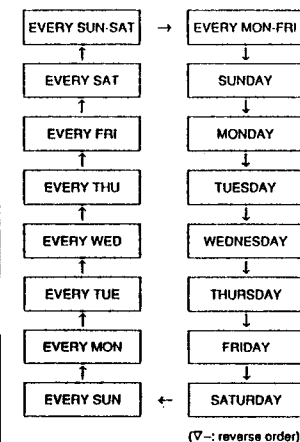 EVERY SUN-SAT → EVERY MON-FRI
↑ ↓
EVERY SAT SUNDAY
↑ ↓
EVERY FRI MONDAY
↑ ↓
EVERY THU TUESDAY
↑ ↓
EVERY WED WEDNESDAY
↑ ↓
EVERY TUE THURSDAY
↑ ↓
EVERY MON FRIDAY
↑ ↓
EVERY SUN ← SATURDAY
(∇–: reverse order)